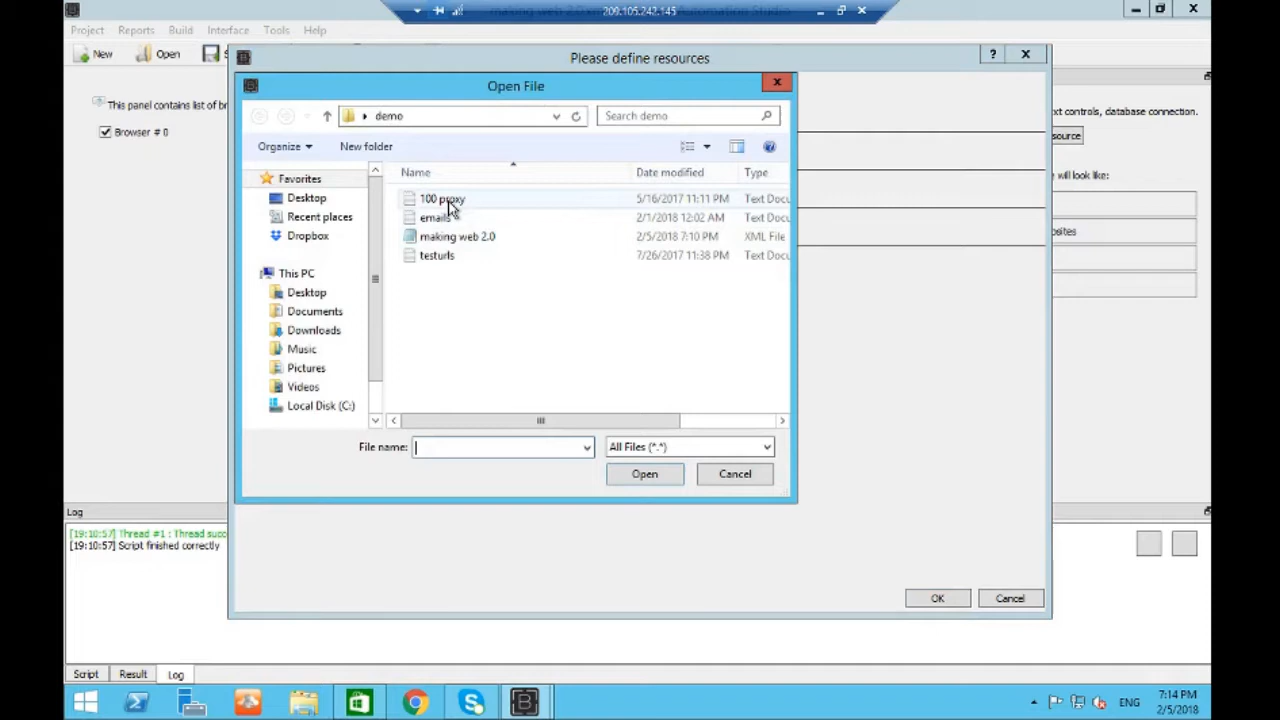 209.105.242.145
Project Reports Build Interface Tools Help
New Open
Please define resources
? X
Open File
demo
Search demo
Organize New folder
Name Date modified Type
100 proxy 5/16/2017 11:11 PM Text Docu
emails 2/1/2018 12:02 AM Text Docu
making web 2.0 2/5/2018 7:10 PM XML File
testurls 7/26/2017 11:38 PM Text Docu
Favorites
Desktop
Recent places
Dropbox
This PC
Desktop
Documents
Downloads
Music
Pictures
Videos
Local Disk (C:)
File name:
All Files (*.*)
Open Cancel
This panel contains list of br
Browser # 0
ext controls, database connection.
source
will look like:
osites
Log
[19:10:57] Thread #1 : Thread succ
[19:10:57] Script finished correctly
OK Cancel
Script Result Log
ENG
7:14 PM
2/5/2018